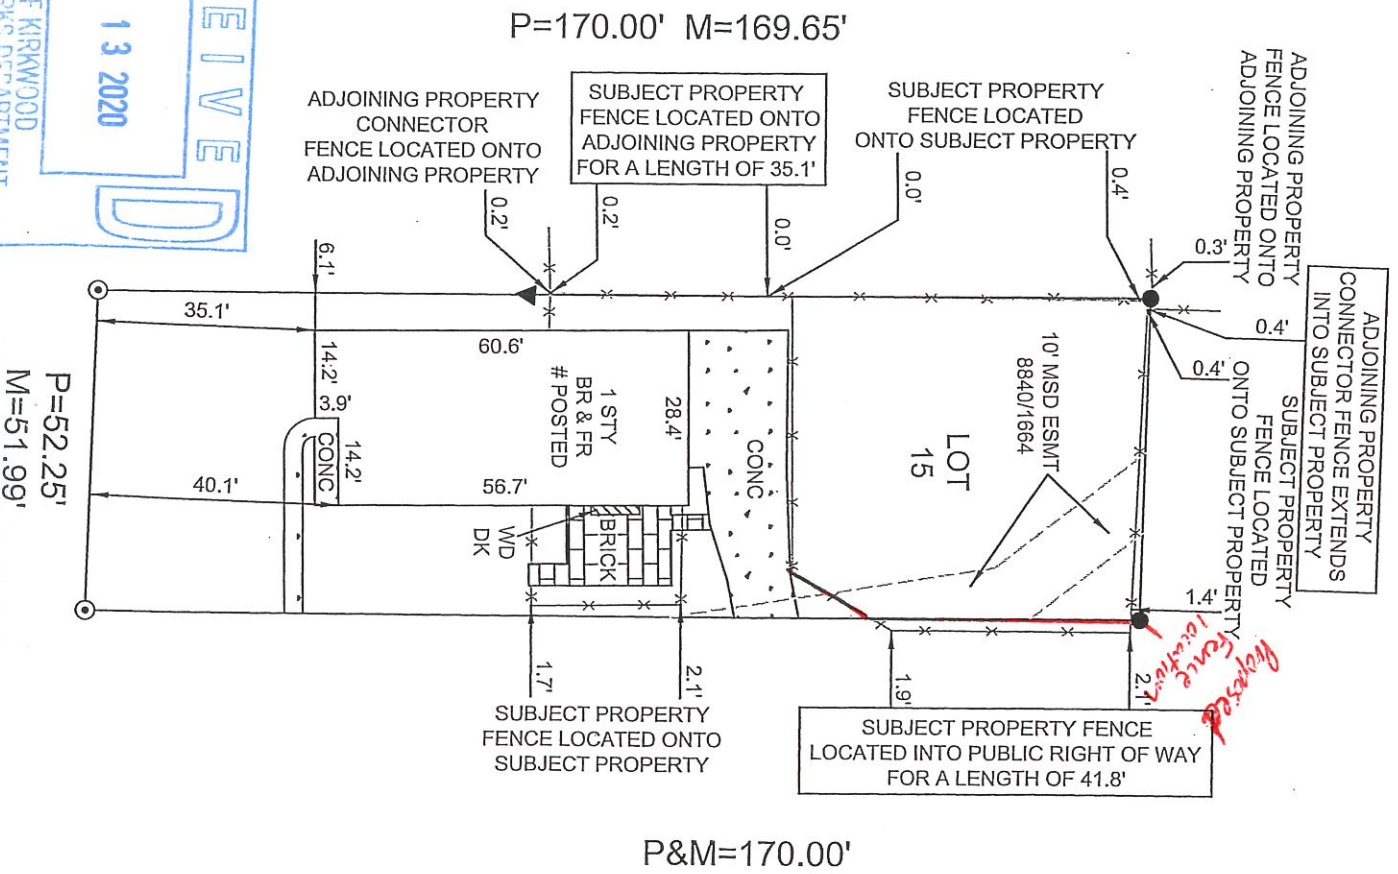 P=170.00' M=169.65'
EIVED
13 2020
KIRKWOOD
ADJOINING PROPERTY
CONNECTOR
FENCE LOCATED ONTO
ADJOINING PROPERTY
SUBJECT PROPERTY
FENCE LOCATED ONTO
ADJOINING PROPERTY
FOR A LENGTH OF 35.1'
SUBJECT PROPERTY
FENCE LOCATED
ONTO SUBJECT PROPERTY
ADJOINING PROPERTY
FENCE LOCATED ONTO
ADJOINING PROPERTY
0.2'
0.2'
0.0'
0.0'
0.4'
0.3'
ADJOINING PROPERTY
CONNECTOR FENCE EXTENDS
INTO SUBJECT PROPERTY
0.4'
0.4'
SUBJECT PROPERTY
FENCE LOCATED
ONTO SUBJECT PROPERTY
6.1'
35.1'
60.6'
14.2'
3.9'
14.2'
CONC
40.1'
1 STY
BR & FR
# POSTED
28.4'
56.7'
CONC
BRICK
WD
DK
LOT
15
10' MSD ESMT
8840/1664
1.4'
Proposed
fence
location
P=52.25'
M=51.99'
1.7'
2.1'
1.9'
2.1'
SUBJECT PROPERTY
FENCE LOCATED ONTO
SUBJECT PROPERTY
SUBJECT PROPERTY FENCE
LOCATED INTO PUBLIC RIGHT OF WAY
FOR A LENGTH OF 41.8'
P&M=170.00'